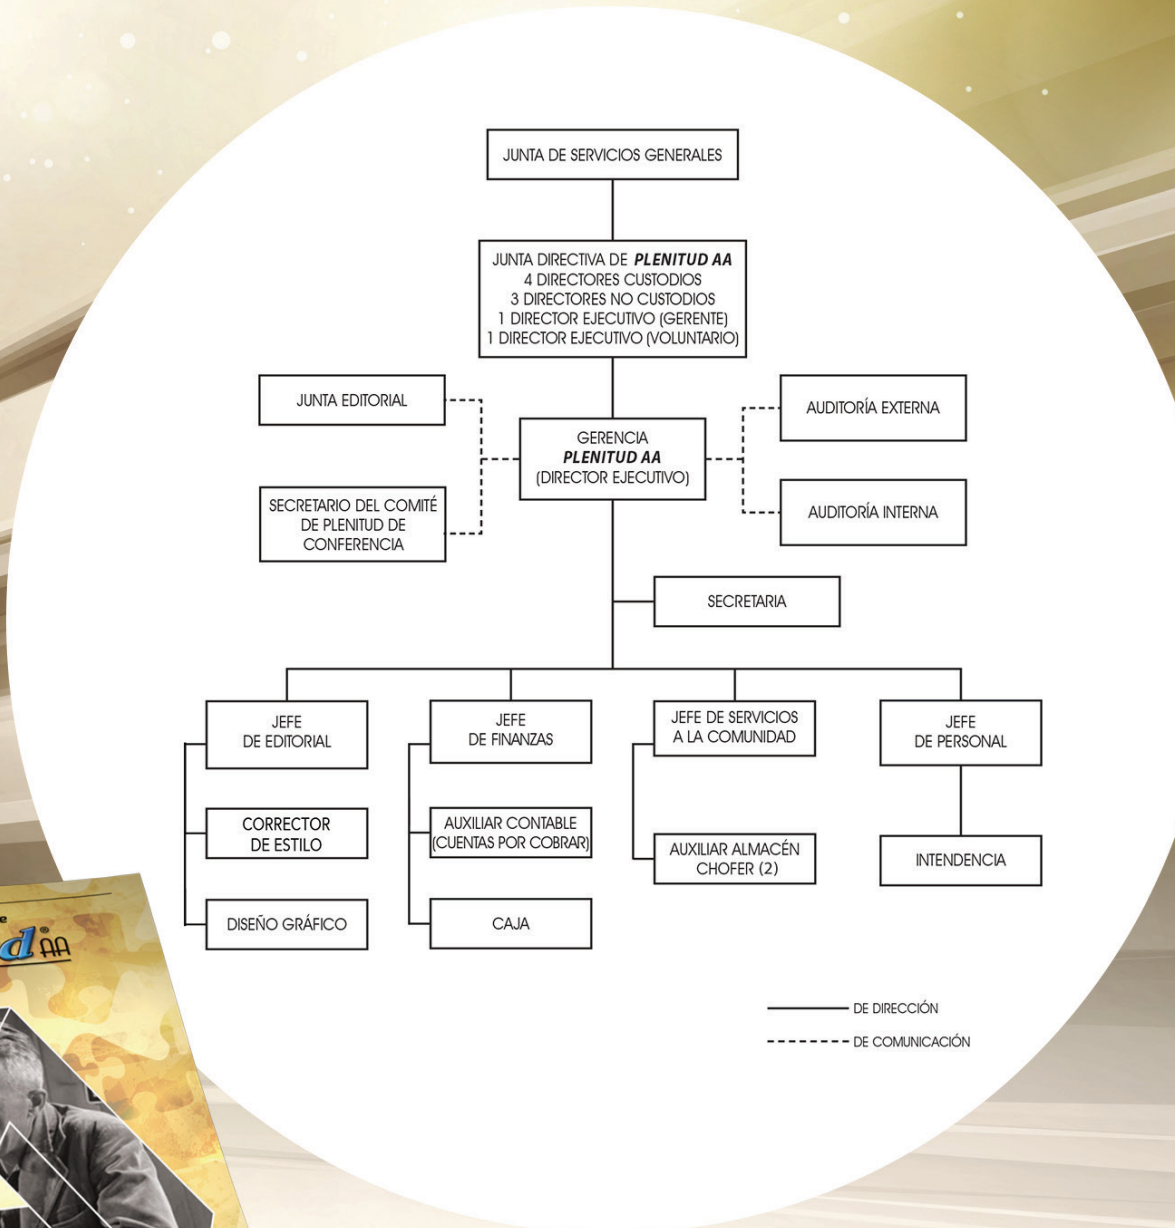 JUNTA DE SERVICIOS GENERALES
JUNTA DIRECTIVA DE PLENITUD AA
4 DIRECTORES CUSTODIOS
3 DIRECTORES NO CUSTODIOS
1 DIRECTOR EJECUTIVO (GERENTE)
1 DIRECTOR EJECUTIVO (VOLUNTARIO)
JUNTA EDITORIAL
AUDITORÍA EXTERNA
GERENCIA
PLENITUD AA
(DIRECTOR EJECUTIVO)
SECRETARIO DEL COMITÉ
DE PLENITUD DE
CONFERENCIA
AUDITORÍA INTERNA
SECRETARIA
JEFE
DE EDITORIAL
JEFE
DE FINANZAS
JEFE DE SERVICIOS
A LA COMUNIDAD
JEFE
DE PERSONAL
CORRECTOR
DE ESTILO
AUXILIAR CONTABLE
(CUENTAS POR COBRAR)
AUXILIAR ALMACÉN
CHOFER (2)
INTENDENCIA
DISEÑO GRÁFICO
CAJA
DE DIRECCIÓN
DE COMUNICACIÓN
d® AA